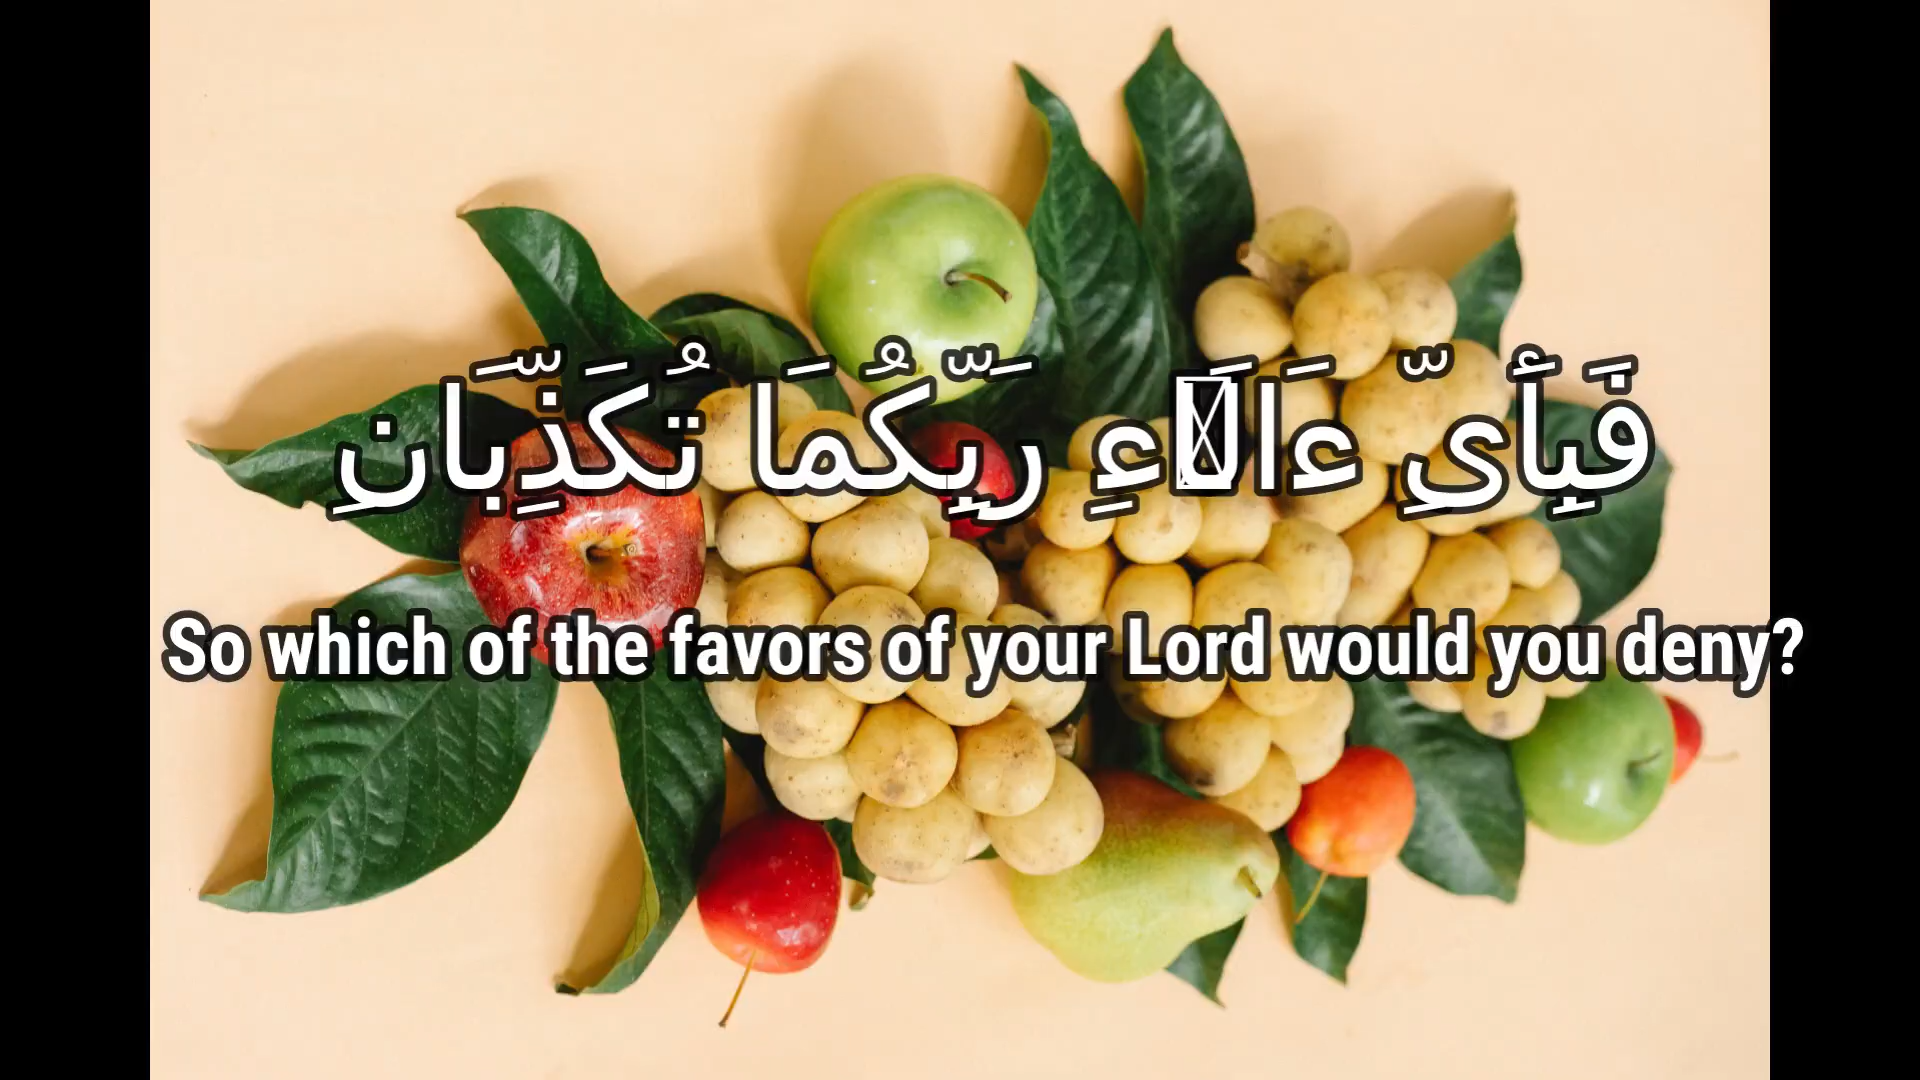 فَبِأَىِّ ءَالَآءِ رَبِّكُمَا تُكَذِّبَانِ
So which of the favors of your Lord would you deny?